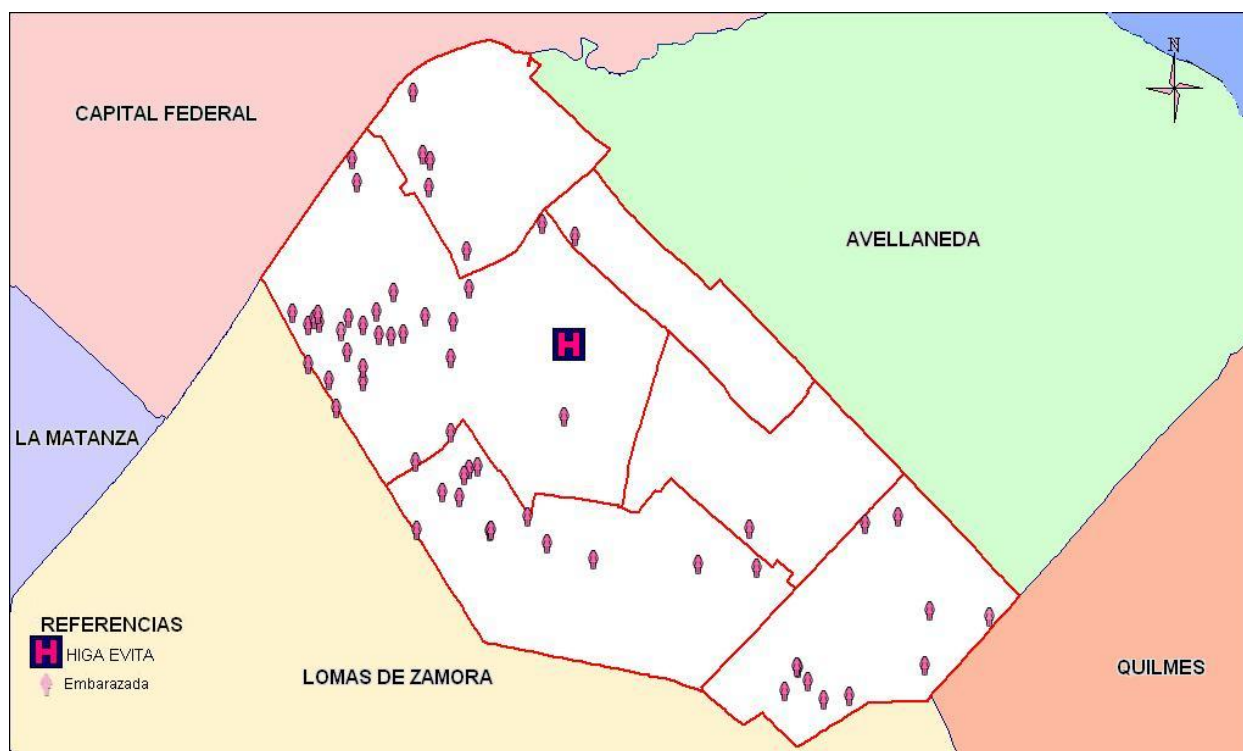 N
CAPITAL FEDERAL
AVELLANEDA
LA MATANZA
REFERENCIAS
H HIGA EVITA
Embarazada
LOMAS DE ZAMORA
QUILMES
H